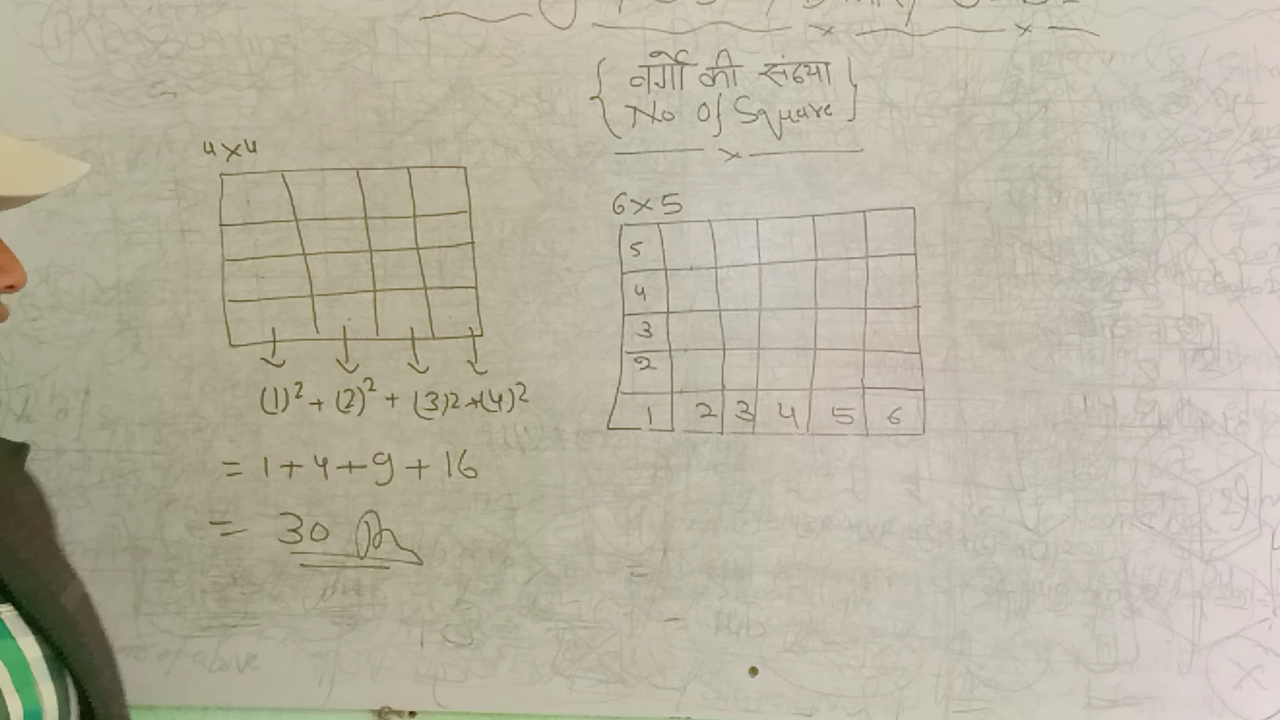 { वर्गो की संख्या }
{ No Of Square }
4×4
(1)² + (2)² + (3)2 + (4)2
= 1+4+9+16
= 30
6×5
5
4
3
2
1 2 3 4 5 6